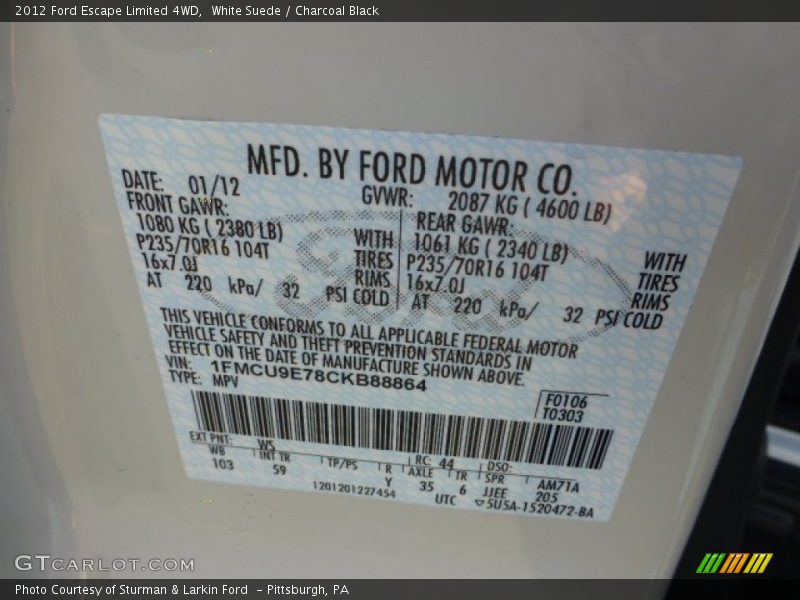 2012 Ford Escape Limited 4WD,  White Suede / Charcoal Black
MFD. BY FORD MOTOR CO.
DATE: 01/12 GVWR: 2087 KG ( 4600 LB)
FRONT GAWR: REAR GAWR:
1080 KG ( 2380 LB) WITH 1061 KG ( 2340 LB) WITH
P235/70R16 104T TIRES P235/70R16 104T TIRES
16x7.0J RIMS 16x7.0J RIMS
AT 220 kPa/ 32 PSI COLD AT 220 kPa/ 32 PSI COLD
THIS VEHICLE CONFORMS TO ALL APPLICABLE FEDERAL MOTOR
VEHICLE SAFETY AND THEFT PREVENTION STANDARDS IN
EFFECT ON THE DATE OF MANUFACTURE SHOWN ABOVE.
VIN: 1FMCU9E78CKB88864
TYPE: MPV
F0106
T0303
EXT PNT: WS RC: 44 DSO:
WB INT TR TP/PS R AXLE TR SPR AM71A
103 59 Y 35 6 JJEE 205
1201201227454 UTC ▽5U5A-1520472-BA
GTCARLOT.COM
Photo Courtesy of Sturman & Larkin Ford  - Pittsburgh, PA